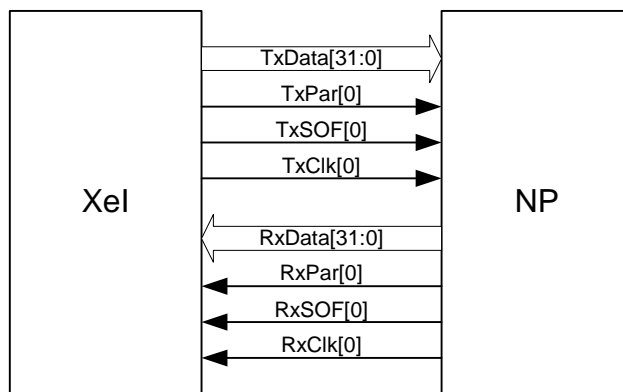 TxData[31:0]
TxPar[0]
TxSOF[0]
TxClk[0]
XeI
NP
RxData[31:0]
RxPar[0]
RxSOF[0]
RxClk[0]